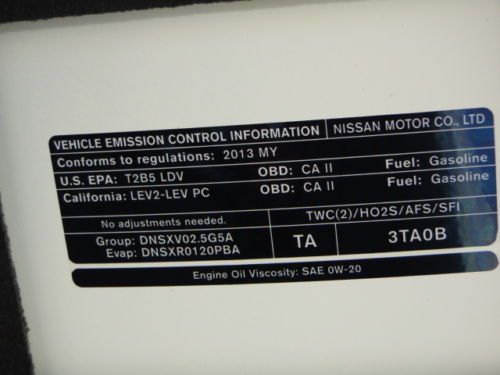 VEHICLE EMISSION CONTROL INFORMATION NISSAN MOTOR CO., LTD
Conforms to regulations: 2013 MY
U.S. EPA: T2B5 LDV OBD: CA II Fuel: Gasoline
California: LEV2-LEV PC OBD: CA II Fuel: Gasoline
No adjustments needed. TWC(2)/HO2S/AFS/SFI
Group: DNSXV02.5G5A
Evap: DNSXR0120PBA
TA 3TA0B
Engine Oil Viscosity: SAE 0W-20